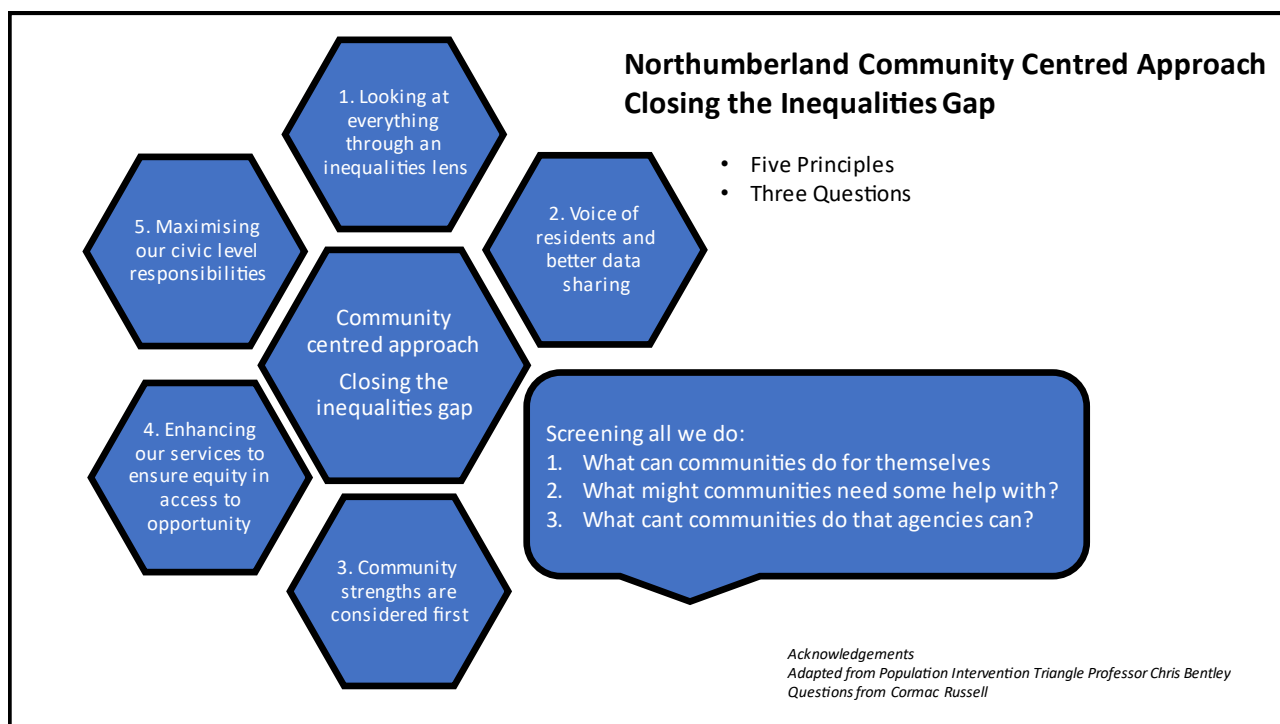 Northumberland Community Centred Approach
Closing the Inequalities Gap
• Five Principles
• Three Questions
1. Looking at
everything
through an
inequalities lens
2. Voice of
residents and
better data
sharing
3. Community
strengths are
considered first
4. Enhancing
our services to
ensure equity in
access to
opportunity
5. Maximising
our civic level
responsibilities
Community
centred approach
Closing the
inequalities gap
Screening all we do:
1. What can communities do for themselves
2. What might communities need some help with?
3. What cant communities do that agencies can?
Acknowledgements
Adapted from Population Intervention Triangle Professor Chris Bentley
Questions from Cormac Russell